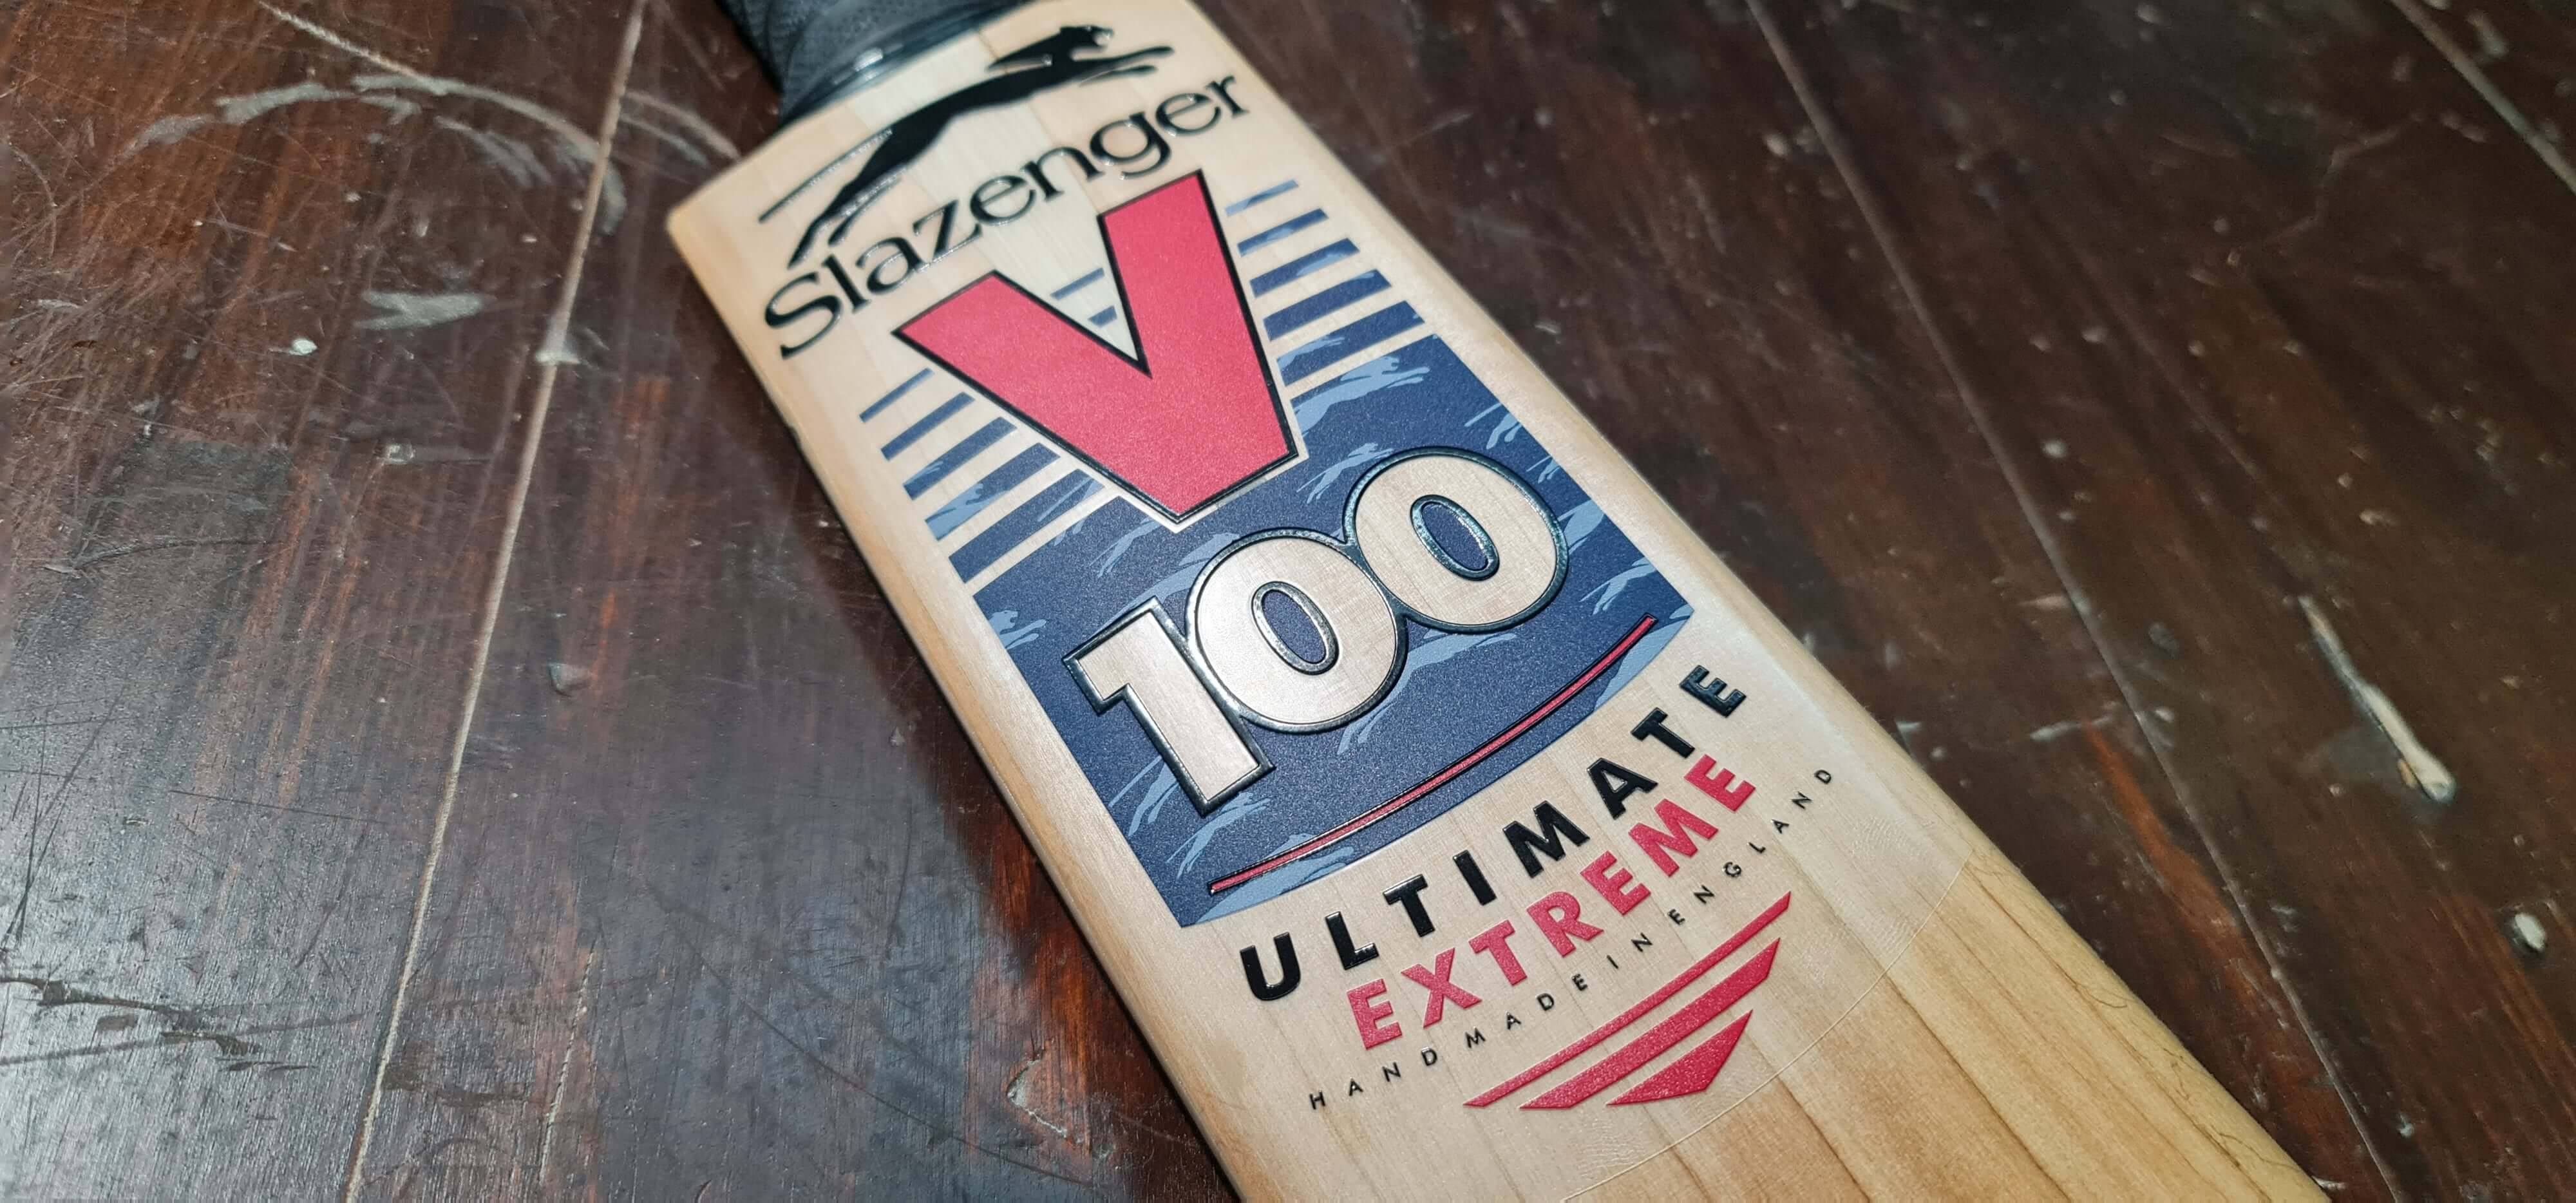 Slazenger
V
100
ULTIMATE
EXTREME
HANDMADE IN ENGLAND